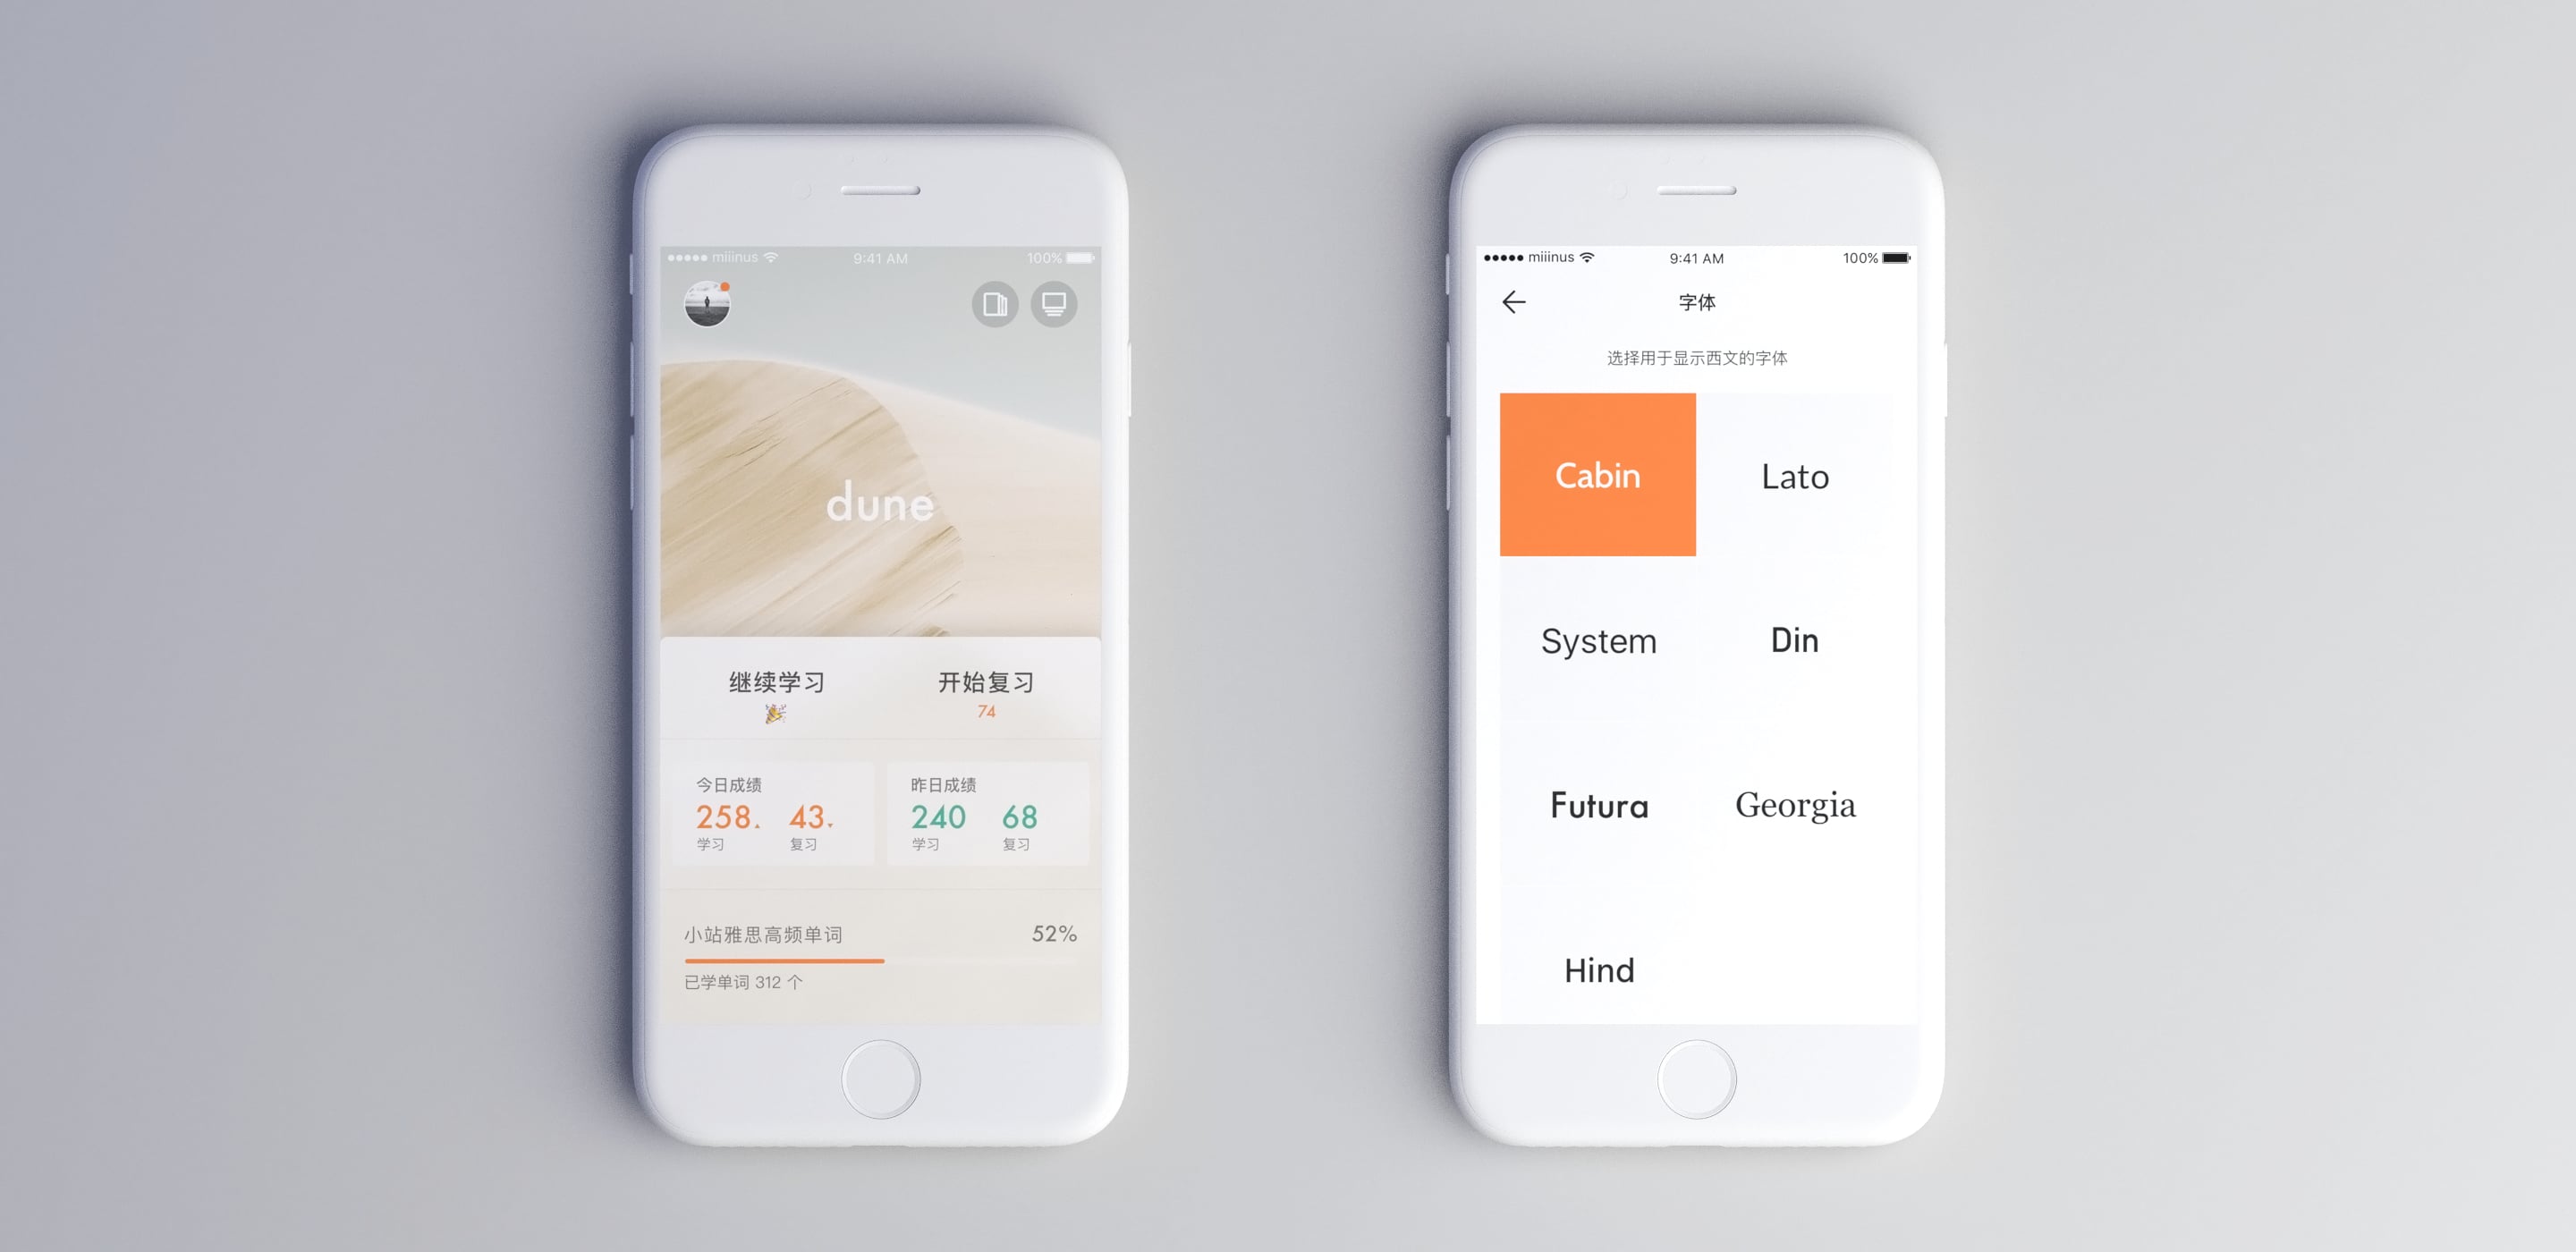 miiinus 9:41 AM 100%
dune
继续学习 开始复习
74
今日成绩 昨日成绩
258 43 240 68
学习 复习 学习 复习
小站雅思高频单词 52%
已学单词 312 个
miiinus 9:41 AM 100%
字体
选择用于显示西文的字体
Cabin Lato
System Din
Futura Georgia
Hind